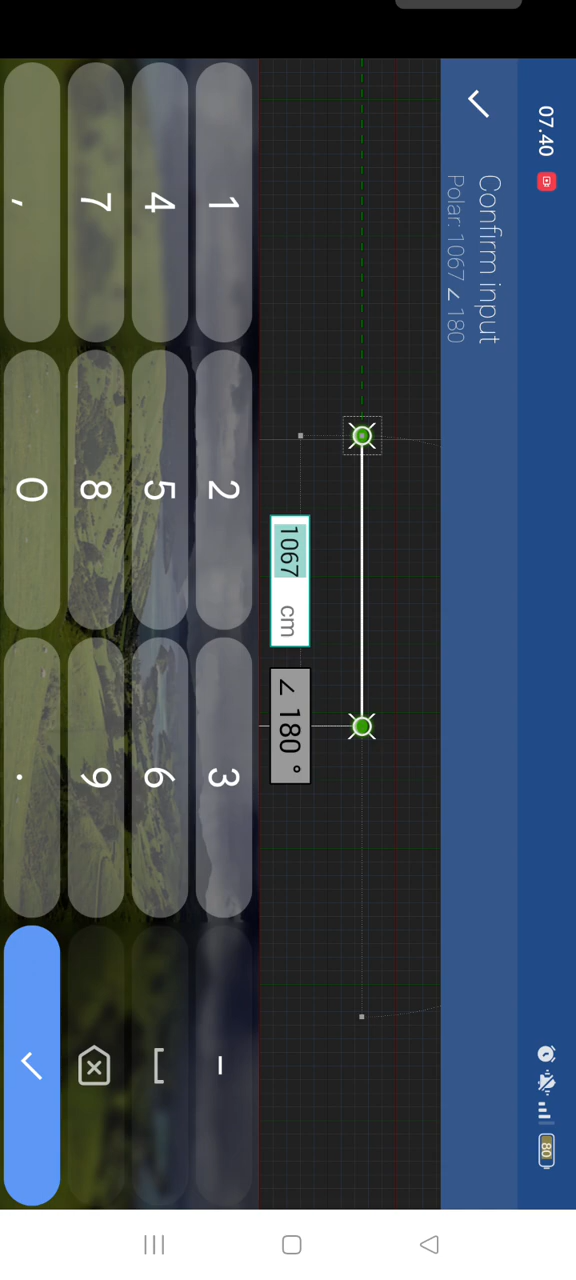 07.40
80
Confirm input
Polar: 1067 ∠ 180
1067 cm
∠ 180 °
1 2 3 -
4 5 6 [
7 8 9
, 0 .